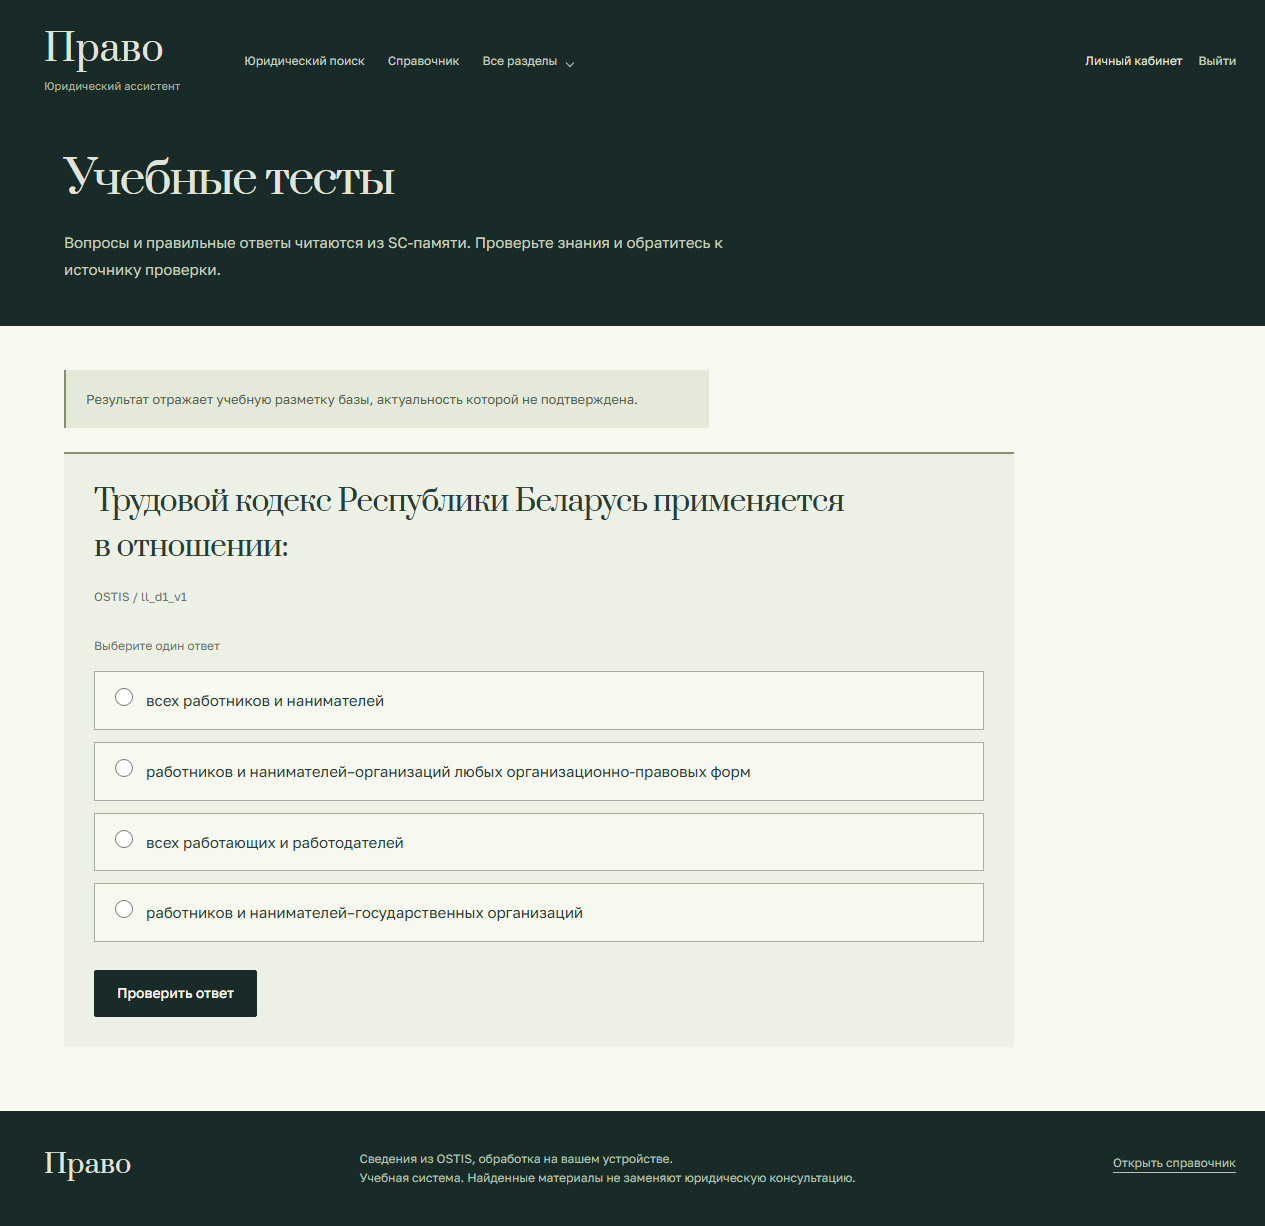 Право
Юридический ассистент
Юридический поиск
Справочник
Все разделы
Личный кабинет
Выйти
Учебные тесты
Вопросы и правильные ответы читаются из SC-памяти. Проверьте знания и обратитесь к
источнику проверки.
Результат отражает учебную разметку базы, актуальность которой не подтверждена.
Трудовой кодекс Республики Беларусь применяется
в отношении:
OSTIS / ll_d1_v1
Выберите один ответ
всех работников и нанимателей
работников и нанимателей–организаций любых организационно-правовых форм
всех работающих и работодателей
работников и нанимателей–государственных организаций
Проверить ответ
Право
Сведения из OSTIS, обработка на вашем устройстве.
Учебная система. Найденные материалы не заменяют юридическую консультацию.
Открыть справочник